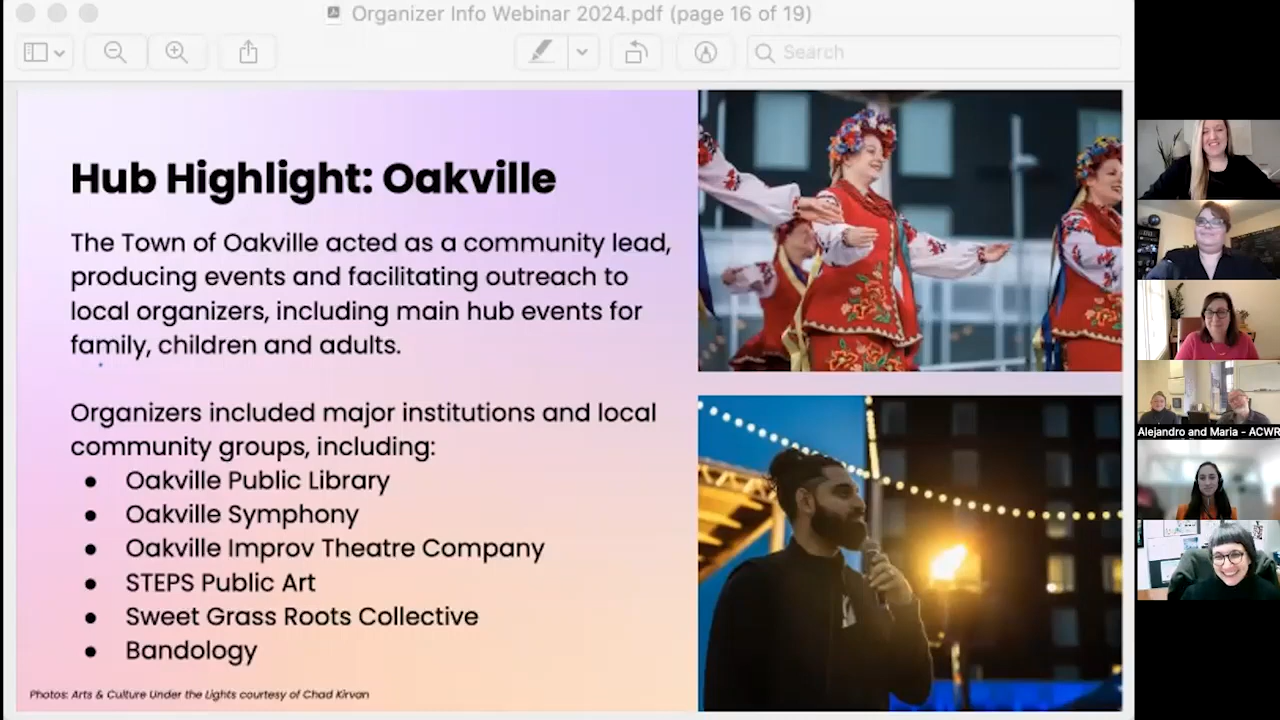 Organizer Info Webinar 2024.pdf (page 16 of 19)
Search
Hub Highlight: Oakville
The Town of Oakville acted as a community lead,
producing events and facilitating outreach to
local organizers, including main hub events for
family, children and adults.
Organizers included major institutions and local
community groups, including:
● Oakville Public Library
● Oakville Symphony
● Oakville Improv Theatre Company
● STEPS Public Art
● Sweet Grass Roots Collective
● Bandology
Photos: Arts & Culture Under the Lights courtesy of Chad Kirvan
Alejandro and Maria - ACWR